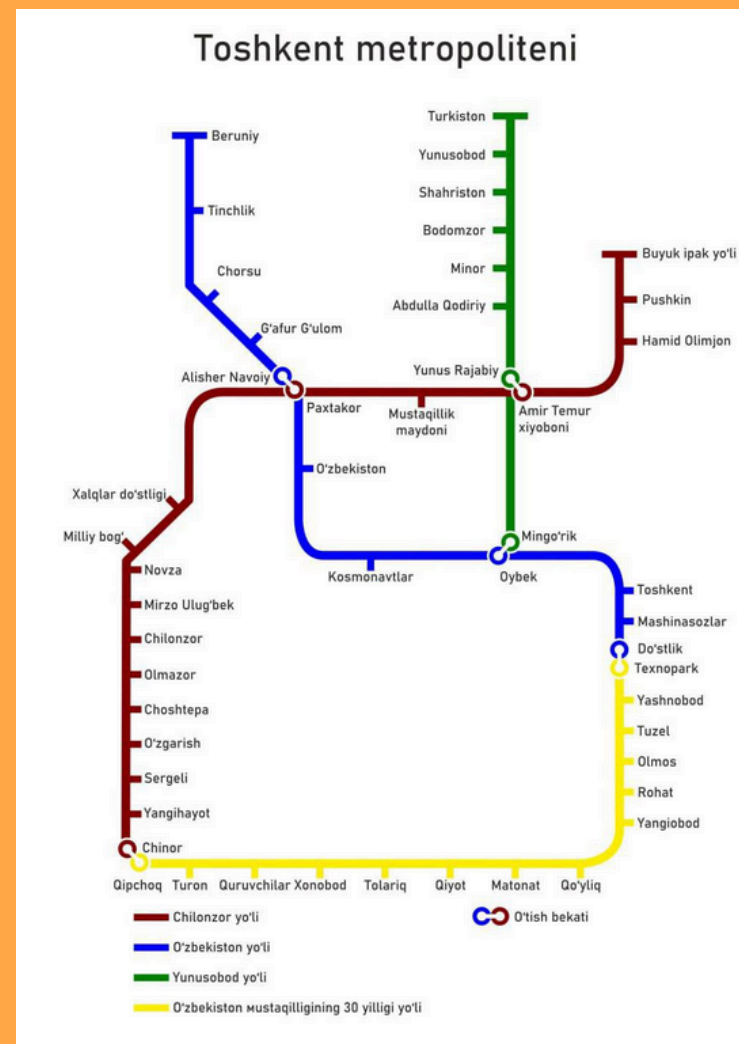 Toshkent metropoliteni
Beruniy
Tinchlik
Chorsu
G'afur G'ulom
Alisher Navoiy
Paxtakor
O'zbekiston
Kosmonavtlar
Oybek
Toshkent
Mashinasozlar
Do'stlik
Turkiston
Yunusobod
Shahriston
Bodomzor
Minor
Abdulla Qodiriy
Yunus Rajabiy
Mingo'rik
Buyuk ipak yo'li
Pushkin
Hamid Olimjon
Amir Temur
xiyoboni
Mustaqillik
maydoni
Xalqlar do'stligi
Milliy bog'
Novza
Mirzo Ulug'bek
Chilonzor
Olmazor
Choshtepa
O'zgarish
Sergeli
Yangihayot
Chinor
Texnopark
Yashnobod
Tuzel
Olmos
Rohat
Yangiobod
Qipchoq
Turon
Quruvchilar
Xonobod
Tolariq
Qiyot
Matonat
Qo'yliq
Chilonzor yo'li
O'zbekiston yo'li
Yunusobod yo'li
O'zbekiston мustaqilligining 30 yilligi yo'li
O'tish bekati